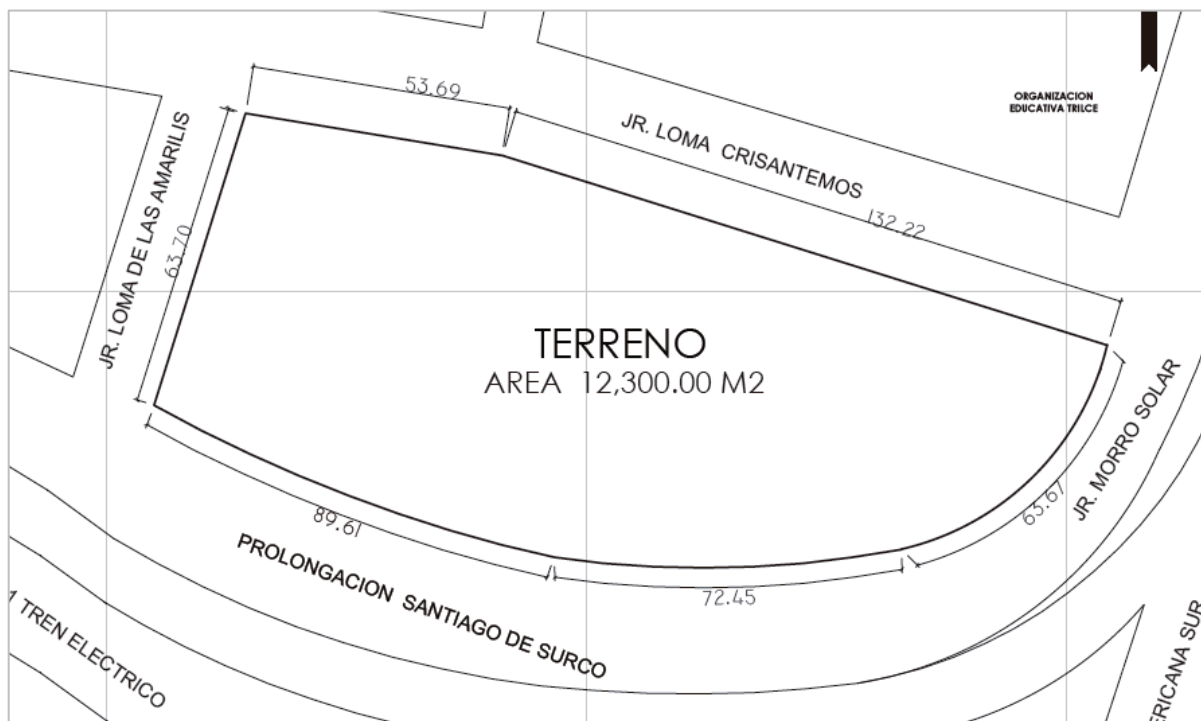 53.69
ORGANIZACION
EDUCATIVA TRILCE
JR. LOMA CRISANTEMOS
132.22
JR. LOMA DE LAS AMARILIS
63.70
TERRENO
AREA 12,300.00 M2
JR. MORRO SOLAR
65.67
89.61
PROLONGACION SANTIAGO DE SURCO
72.45
1 TREN ELECTRICO
ERICANA SUR